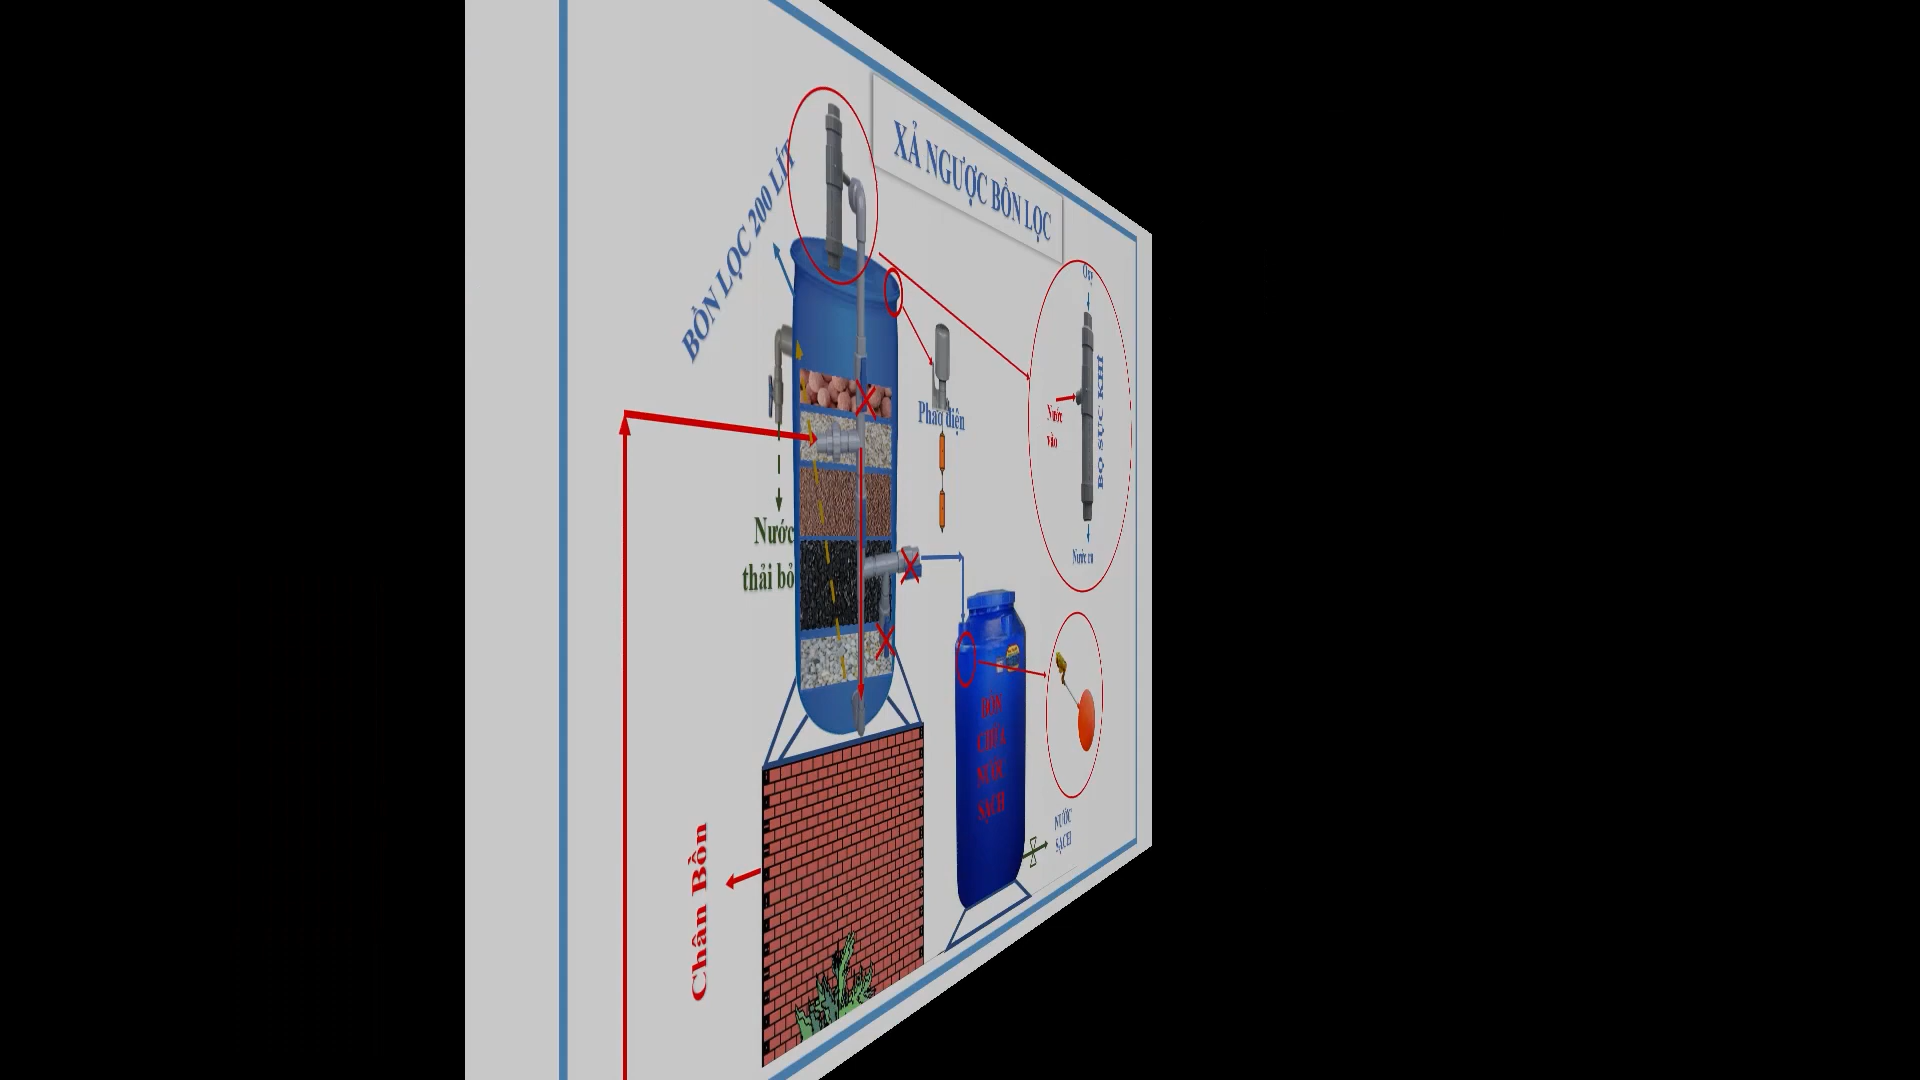 XẢ NGƯỢC BỒN LỌC
BỒN LỌC 200 LÍT
Phao điện
Nước
vào
BỘ SỤC KHÍ
Nước ra
Nước
thải bỏ
BỒN
CHỨA
NƯỚC
SẠCH
NƯỚC
SẠCH
Chân Bồn